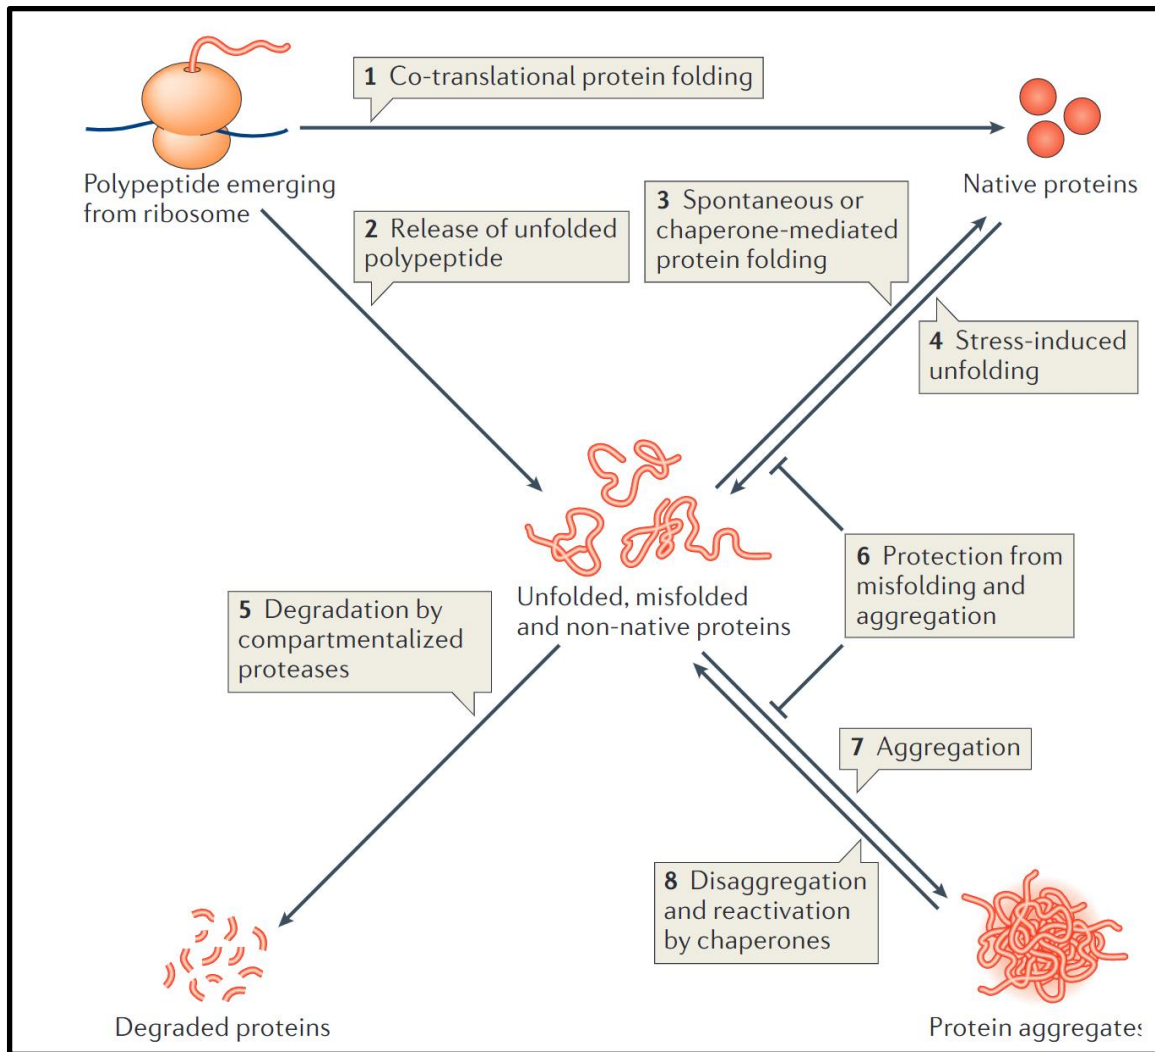 1 Co-translational protein folding
Polypeptide emerging
from ribosome
Native proteins
2 Release of unfolded
polypeptide
3 Spontaneous or
chaperone-mediated
protein folding
4 Stress-induced
unfolding
Unfolded, misfolded
and non-native proteins
5 Degradation by
compartmentalized
proteases
6 Protection from
misfolding and
aggregation
7 Aggregation
8 Disaggregation
and reactivation
by chaperones
Degraded proteins
Protein aggregates